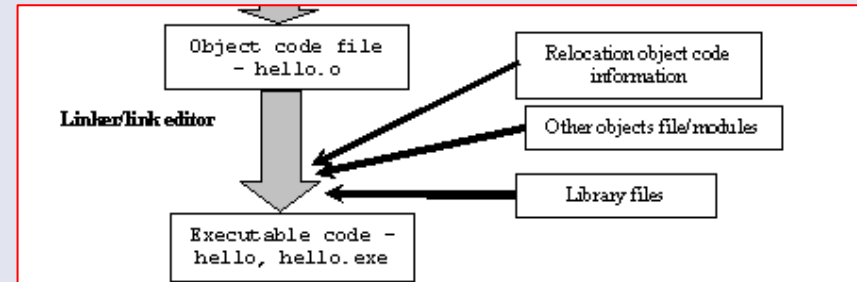 Object code file
- hello.o
Relocation object code
information
Linker/link editor
Other objects file/modules
Library files
Executable code -
hello, hello.exe